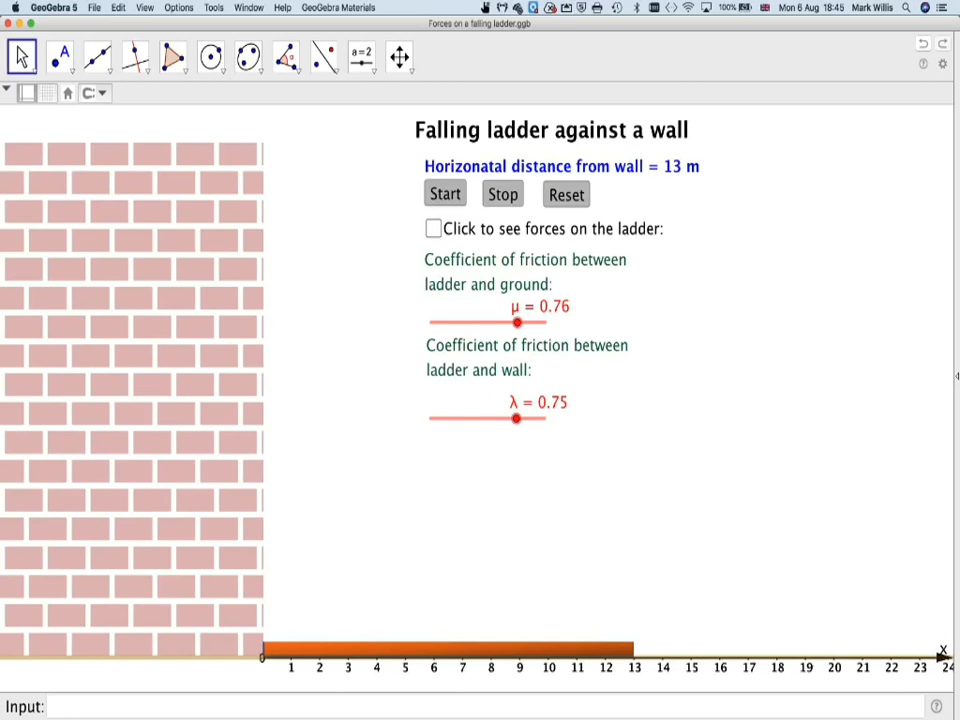 GeoGebra 5 File Edit View Options Tools Window Help GeoGebra Materials 100% Mon 6 Aug 18:45 Mark Willis
Forces on a falling ladder.ggb
A a=2
Falling ladder against a wall
Horizonatal distance from wall = 13 m
Start Stop Reset
Click to see forces on the ladder:
Coefficient of friction between
ladder and ground:
μ = 0.76
Coefficient of friction between
ladder and wall:
λ = 0.75
x
0 1 2 3 4 5 6 7 8 9 10 11 12 13 14 15 16 17 18 19 20 21 22 23 24
Input: